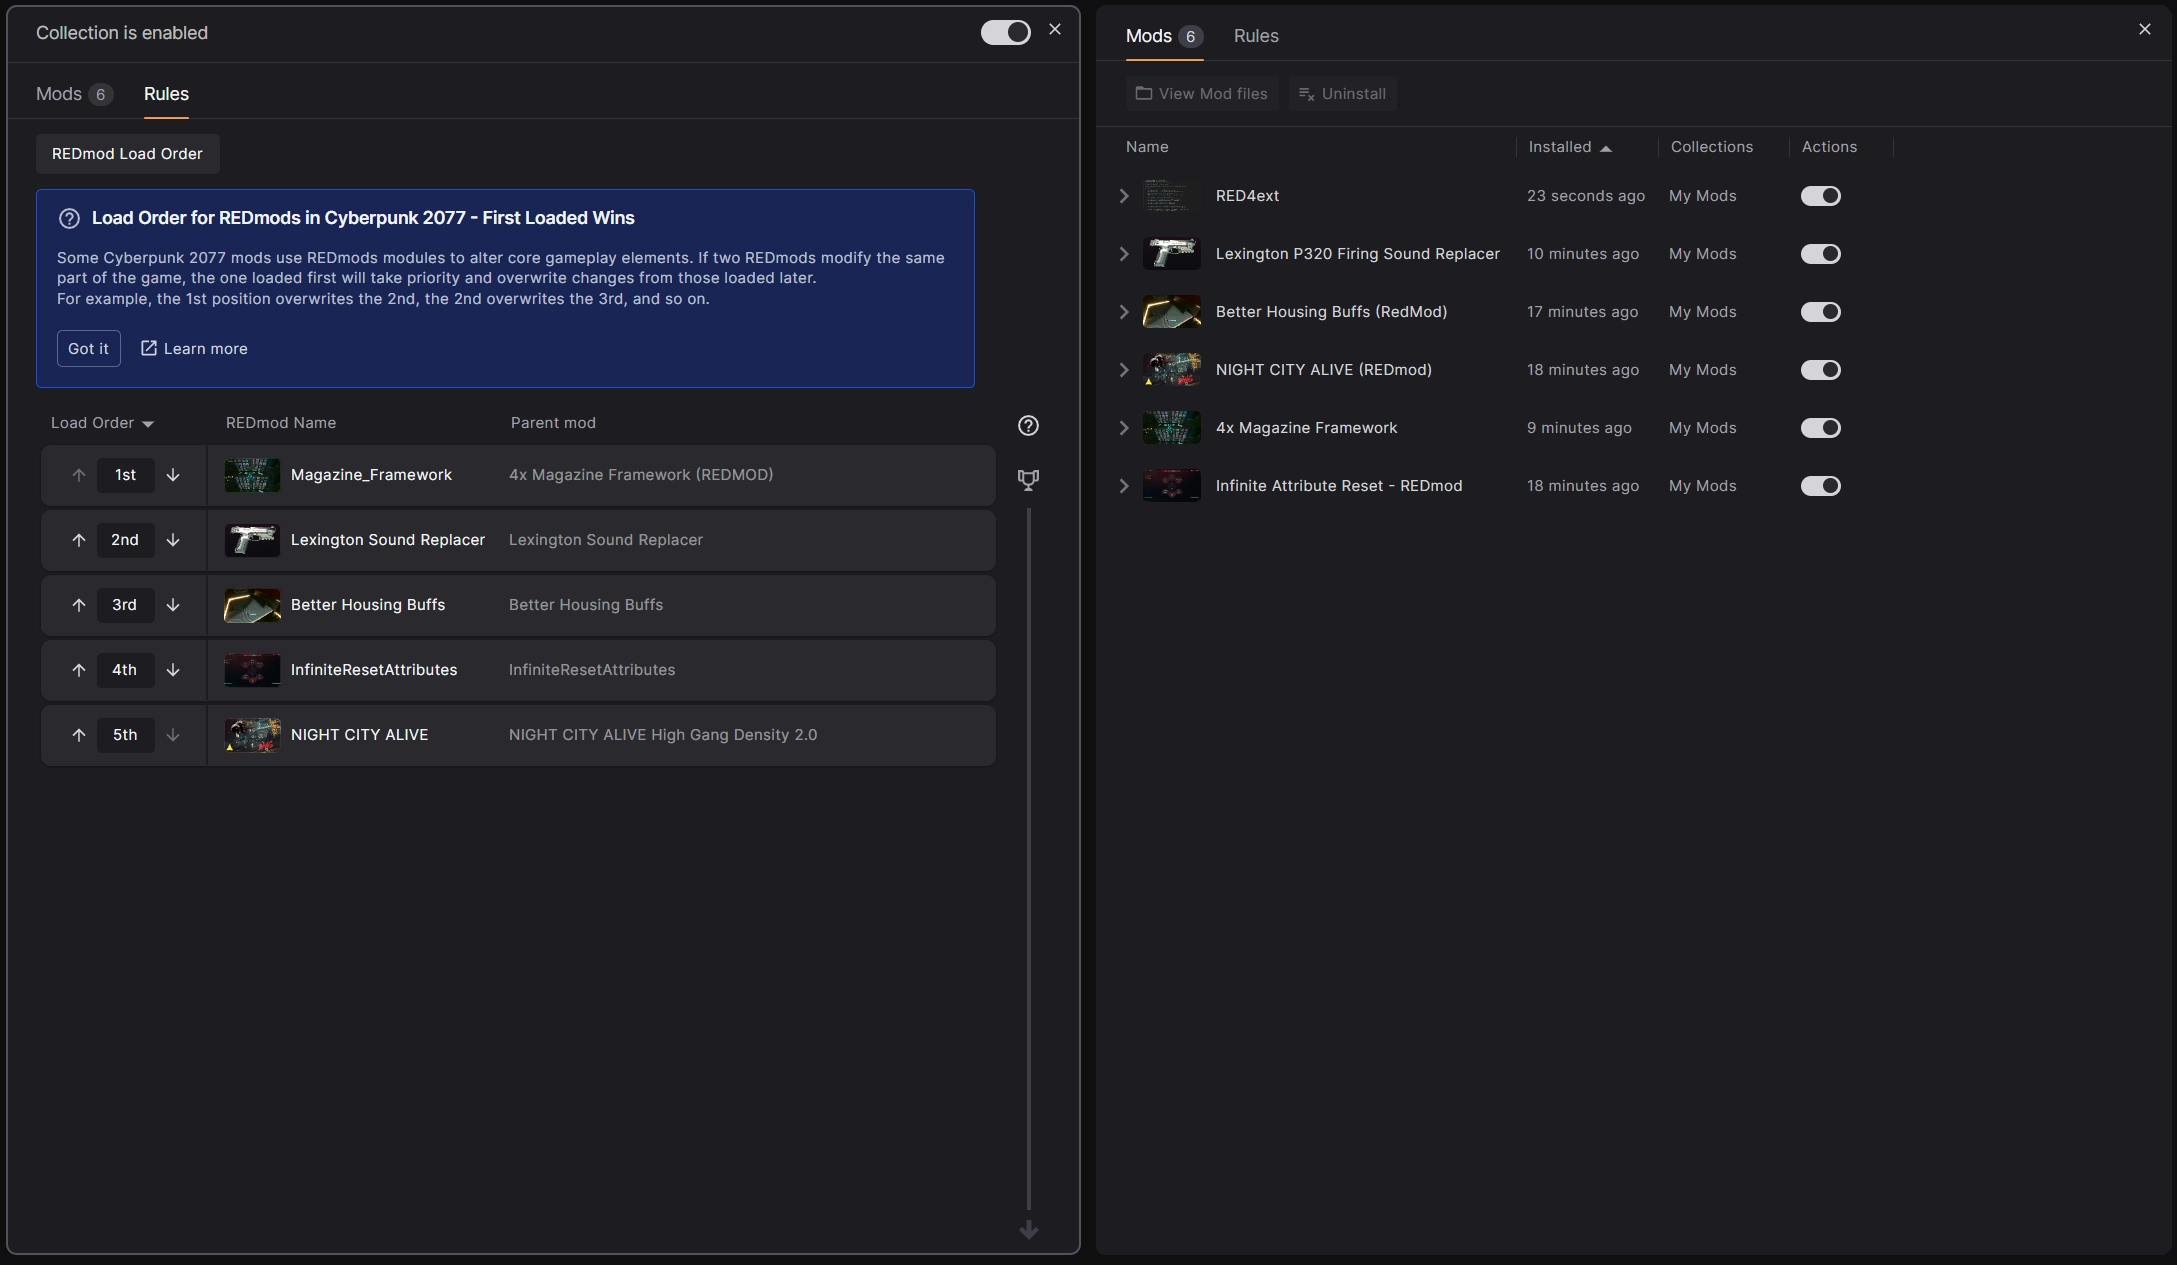 Collection is enabled
Mods 6 Rules
REDmod Load Order
Load Order for REDmods in Cyberpunk 2077 - First Loaded Wins
Some Cyberpunk 2077 mods use REDmods modules to alter core gameplay elements. If two REDmods modify the same
part of the game, the one loaded first will take priority and overwrite changes from those loaded later.
For example, the 1st position overwrites the 2nd, the 2nd overwrites the 3rd, and so on.
Got it Learn more
Load Order REDmod Name Parent mod
1st Magazine_Framework 4x Magazine Framework (REDMOD)
2nd Lexington Sound Replacer Lexington Sound Replacer
3rd Better Housing Buffs Better Housing Buffs
4th InfiniteResetAttributes InfiniteResetAttributes
5th NIGHT CITY ALIVE NIGHT CITY ALIVE High Gang Density 2.0
Mods 6 Rules
View Mod files Uninstall
Name Installed Collections Actions
RED4ext 23 seconds ago My Mods
Lexington P320 Firing Sound Replacer 10 minutes ago My Mods
Better Housing Buffs (RedMod) 17 minutes ago My Mods
NIGHT CITY ALIVE (REDmod) 18 minutes ago My Mods
4x Magazine Framework 9 minutes ago My Mods
Infinite Attribute Reset - REDmod 18 minutes ago My Mods